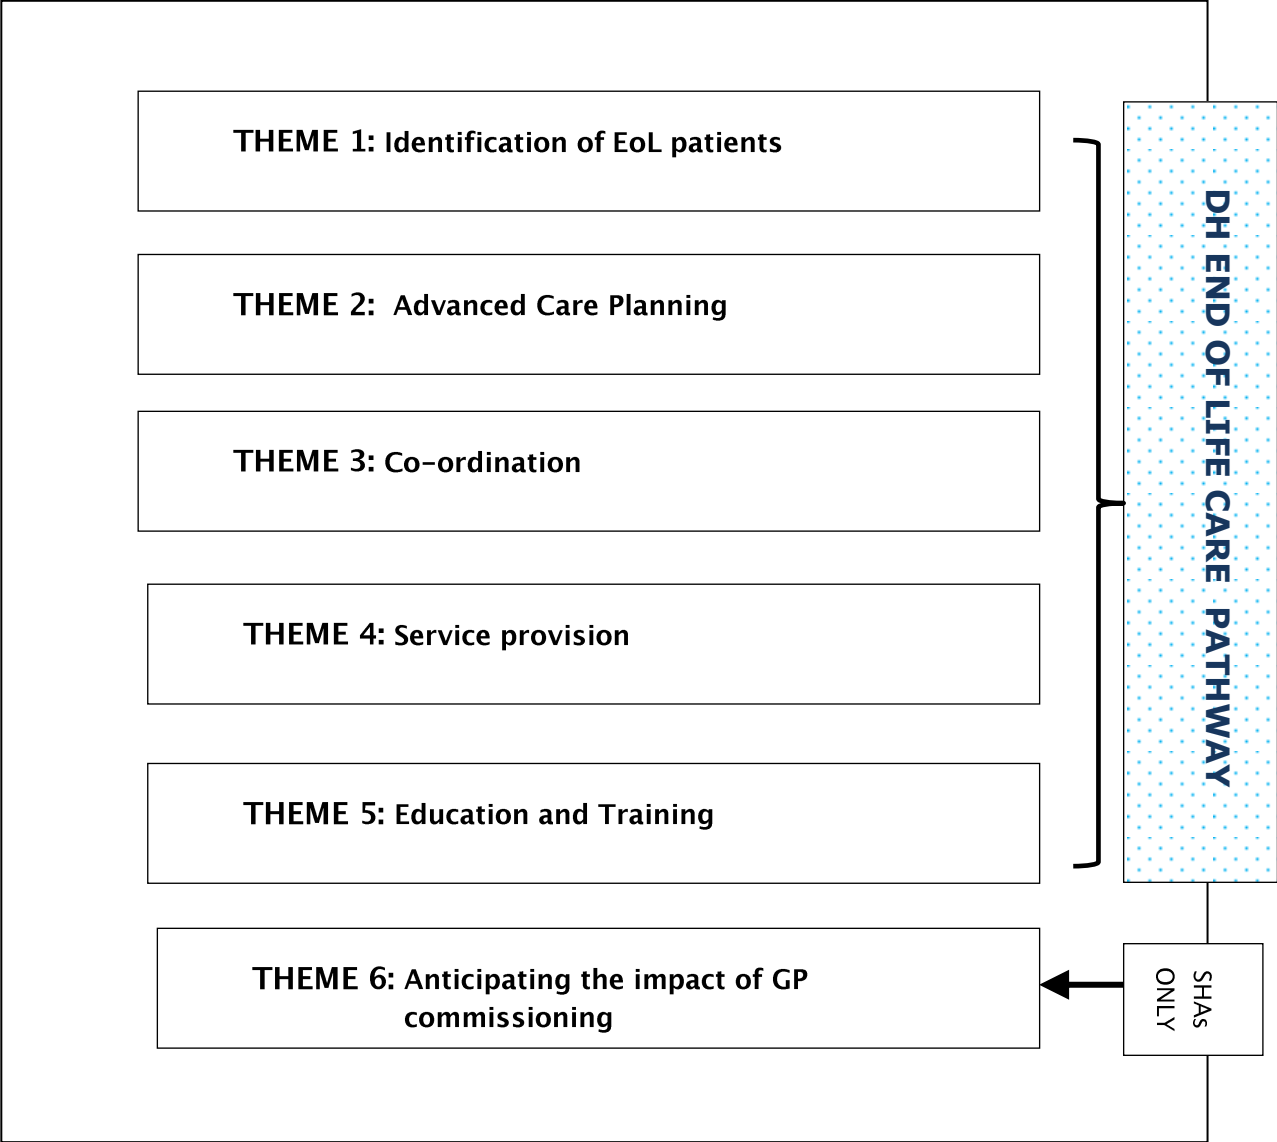 THEME 1: Identification of EoL patients
THEME 2: Advanced Care Planning
THEME 3: Co-ordination
THEME 4: Service provision
THEME 5: Education and Training
THEME 6: Anticipating the impact of GP
commissioning
DH END OF LIFE CARE PATHWAY
SHAs
ONLY